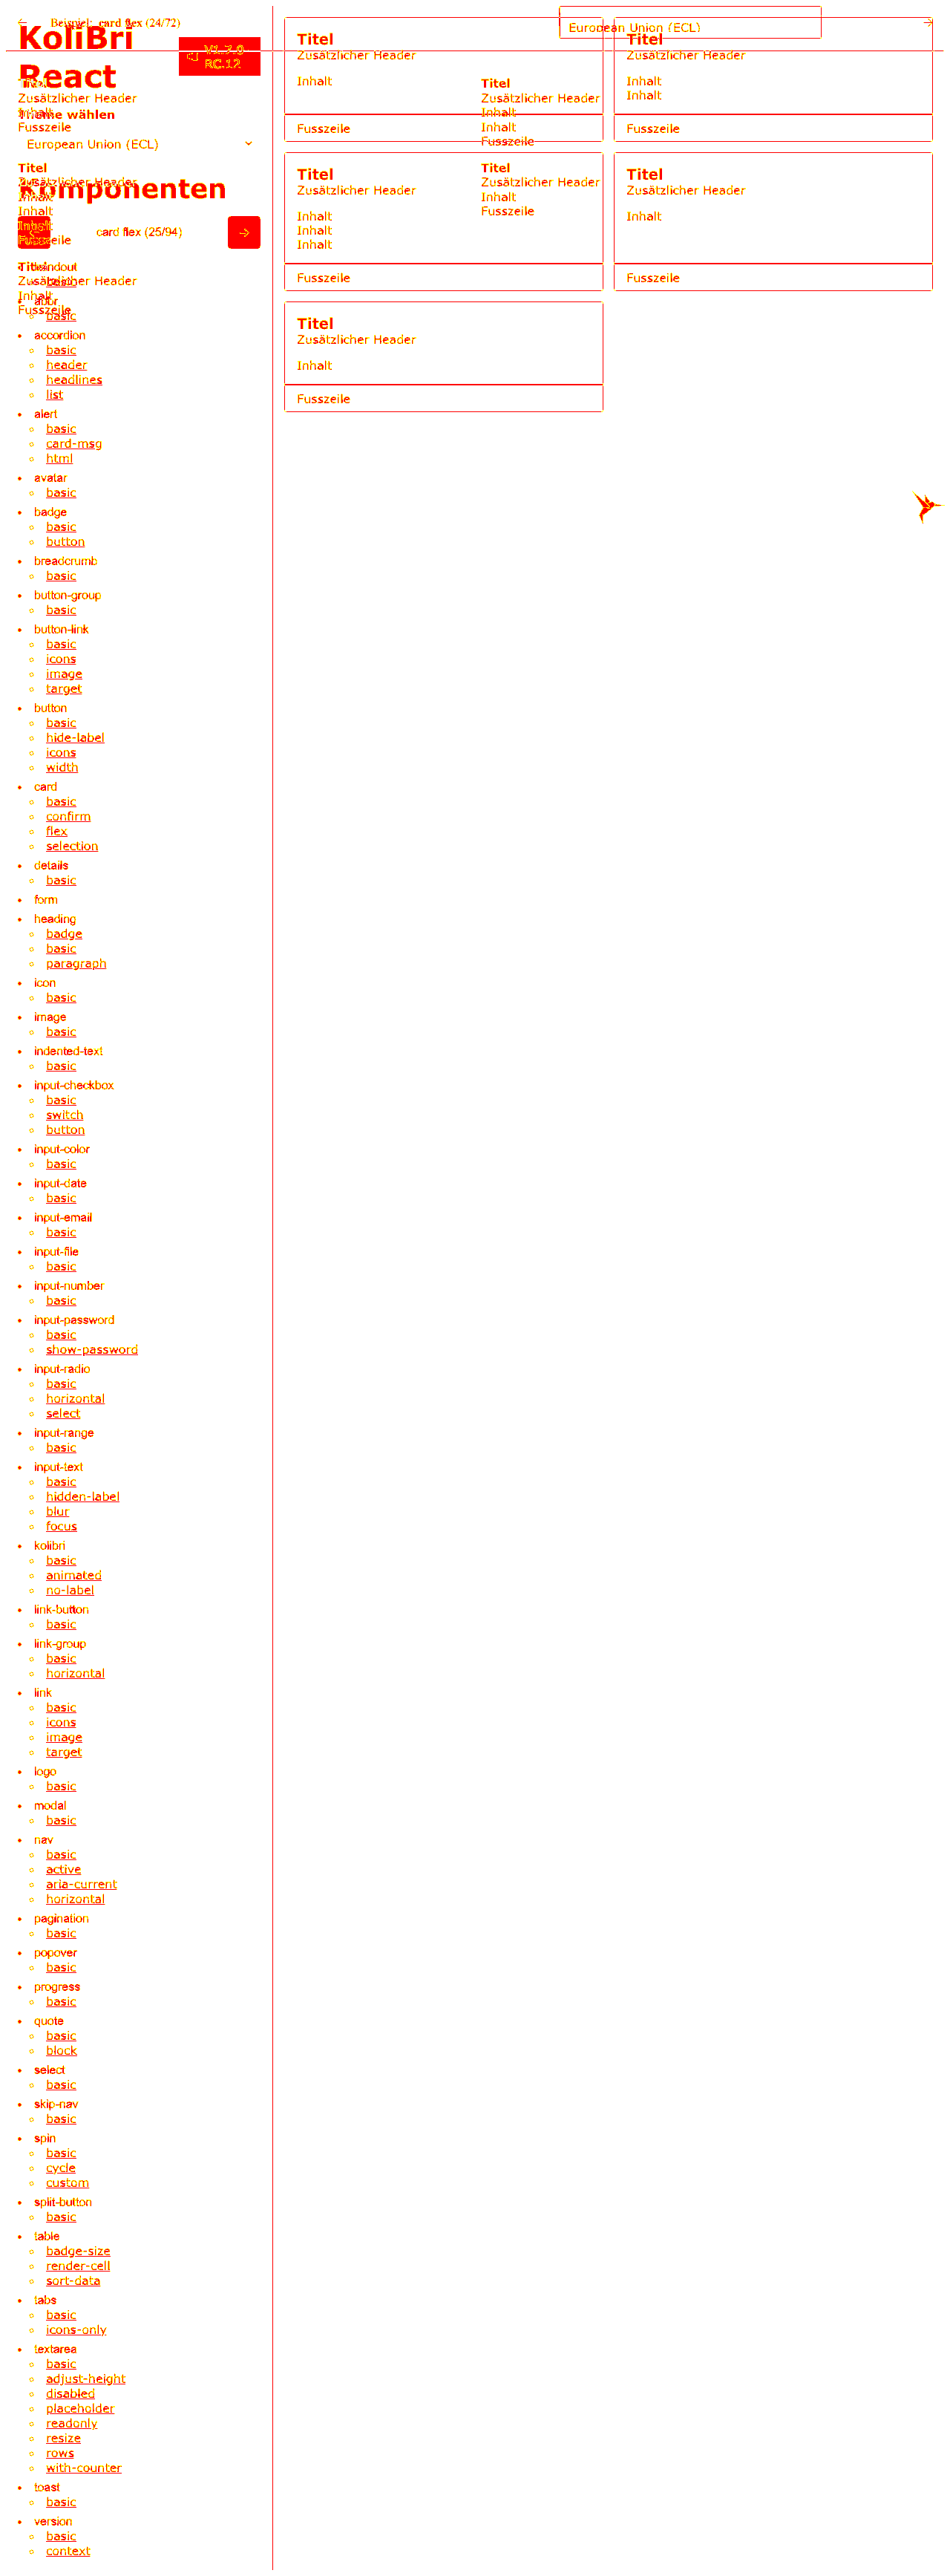 Beispiel: card flex (24/72)
KoliBri
React
V1.7.0
RC.12
Titel
Zusätzlicher Header
Inhalt
Fusszeile
Theme wählen
European Union (ECL)
Titel
Zusätzlicher Header
Komponenten
Inhalt
Inhalt
Inhalt
Fusszeile
card flex (25/94)
Titel
handout
Zusätzlicher Header
basic
Inhalt
abbr
Fusszeile
basic
accordion
basic
header
headlines
list
alert
basic
card-msg
html
avatar
basic
badge
basic
button
breadcrumb
basic
button-group
basic
button-link
basic
icons
image
target
button
basic
hide-label
icons
width
card
basic
confirm
flex
selection
details
basic
form
heading
badge
basic
paragraph
icon
basic
image
basic
indented-text
basic
input-checkbox
basic
switch
button
input-color
basic
input-date
basic
input-email
basic
input-file
basic
input-number
basic
input-password
basic
show-password
input-radio
basic
horizontal
select
input-range
basic
input-text
basic
hidden-label
blur
focus
kolibri
basic
animated
no-label
link-button
basic
link-group
basic
horizontal
link
basic
icons
image
target
logo
basic
modal
basic
nav
basic
active
aria-current
horizontal
pagination
basic
popover
basic
progress
basic
quote
basic
block
select
basic
skip-nav
basic
spin
basic
cycle
custom
split-button
basic
table
badge-size
render-cell
sort-data
tabs
basic
icons-only
textarea
basic
adjust-height
disabled
placeholder
readonly
resize
rows
with-counter
toast
basic
version
basic
context
European Union (ECL)
Titel
Zusätzlicher Header
Inhalt
Fusszeile
Titel
Zusätzlicher Header
Inhalt
Inhalt
Fusszeile
Titel
Zusätzlicher Header
Inhalt
Inhalt
Fusszeile
Titel
Zusätzlicher Header
Inhalt
Inhalt
Inhalt
Fusszeile
Titel
Zusätzlicher Header
Inhalt
Fusszeile
Titel
Zusätzlicher Header
Inhalt
Fusszeile
Titel
Zusätzlicher Header
Inhalt
Fusszeile